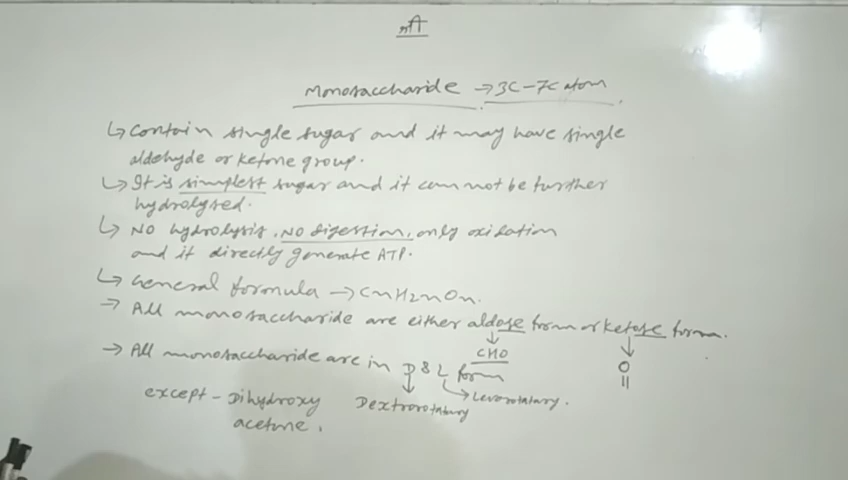 A
Monosaccharide → 3C-7C atom
↳ Contain single sugar and it may have single
aldehyde or ketone group.
↳ It is simplest sugar and it can not be further
hydrolysed.
↳ No hydrolysis, No digestion, only oxidation
and it directly generate ATP.
↳ General formula → CnH2nOn.
→ All monosaccharide are either aldose form or ketose form.
CHO
O
||
→ All monosaccharide are in D & L form
except - Dihydroxy
acetone.
Dextrorotatary
Levorotatary.